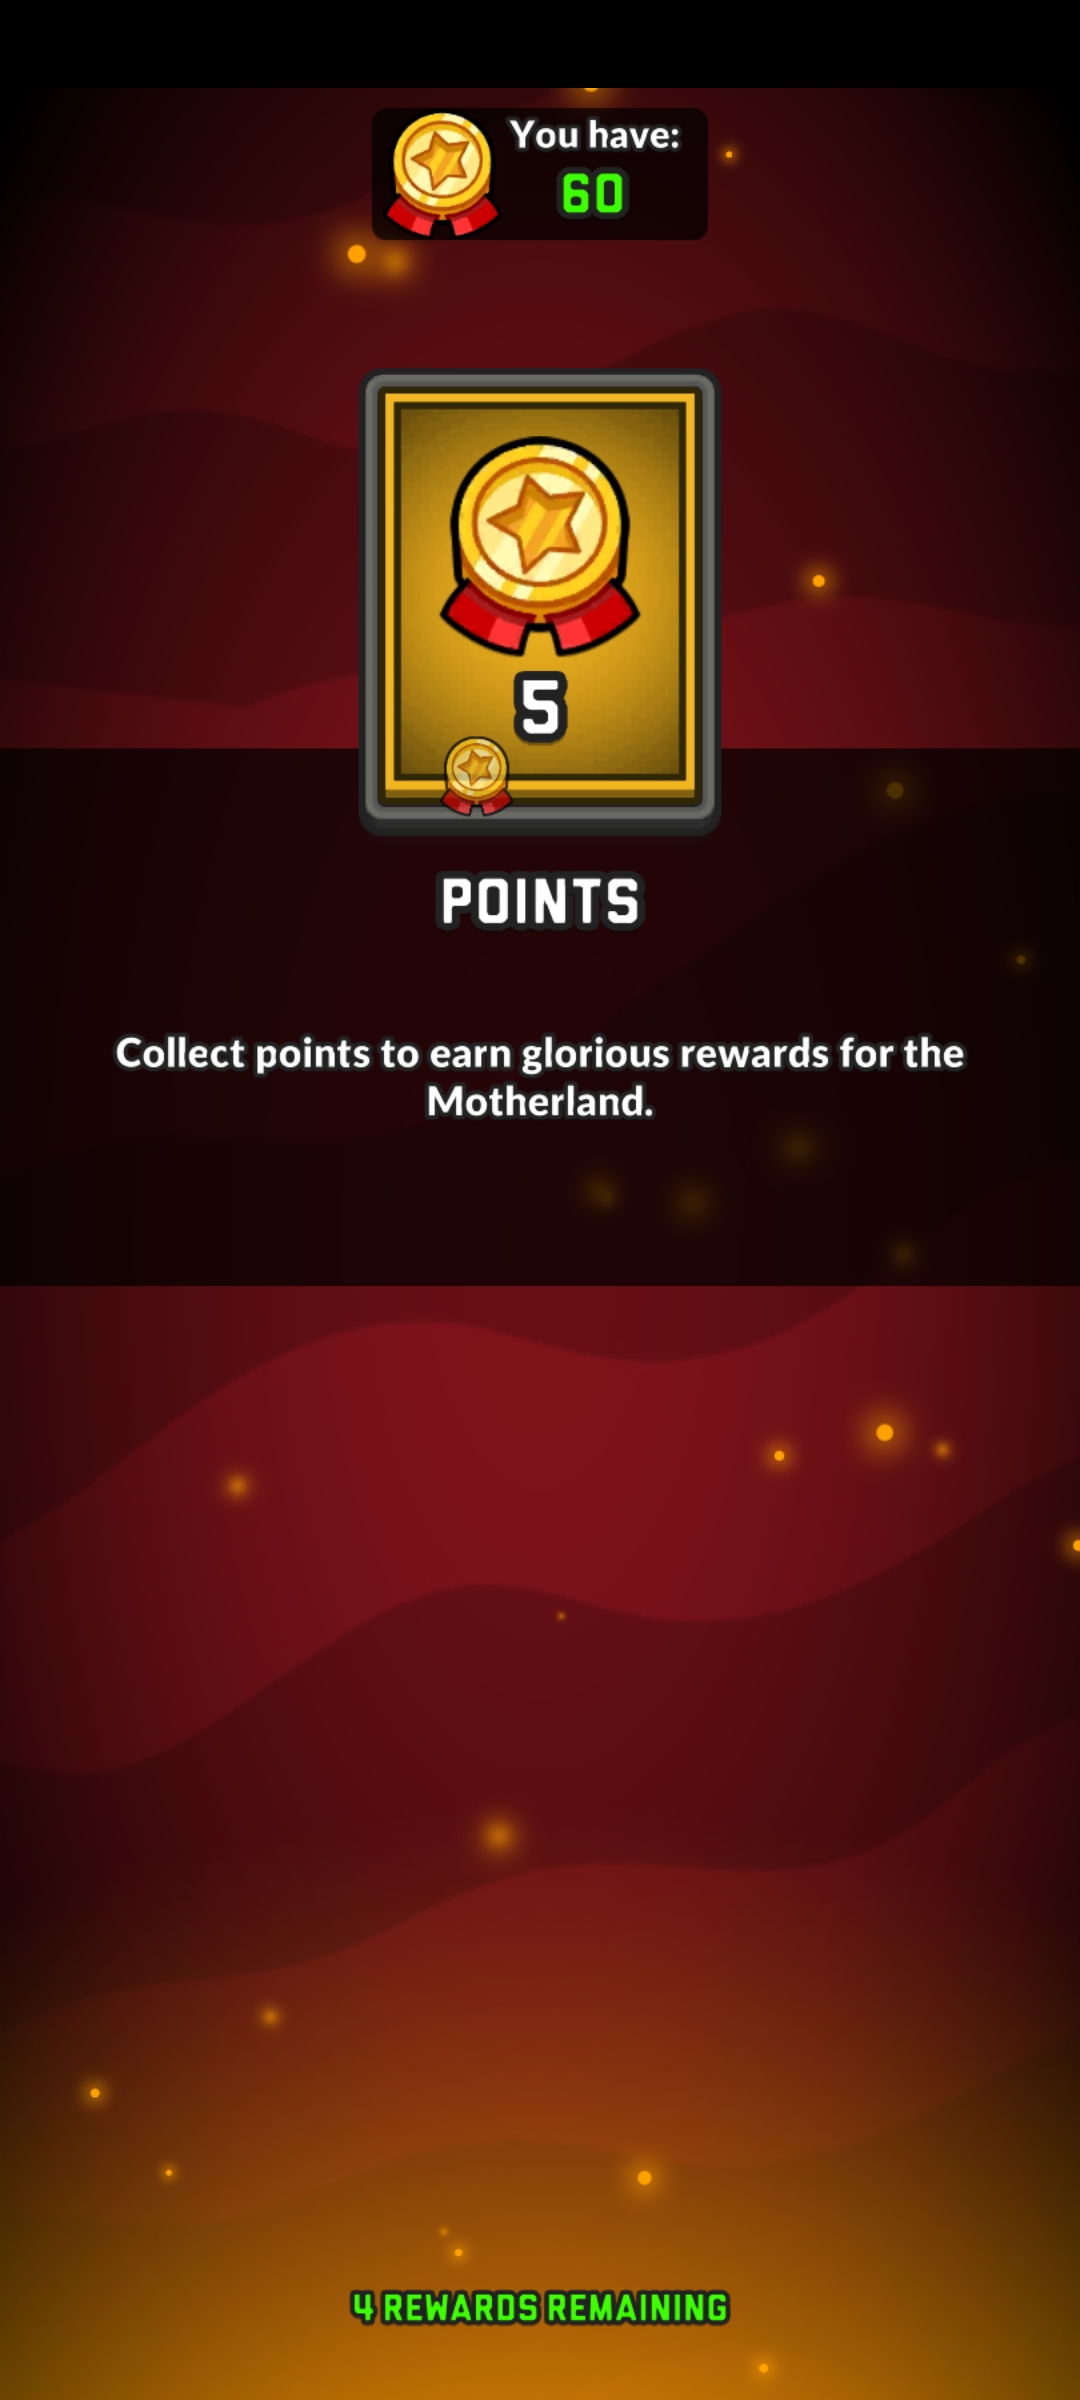 You have:
60
5
POINTS
Collect points to earn glorious rewards for the
Motherland.
4 REWARDS REMAINING